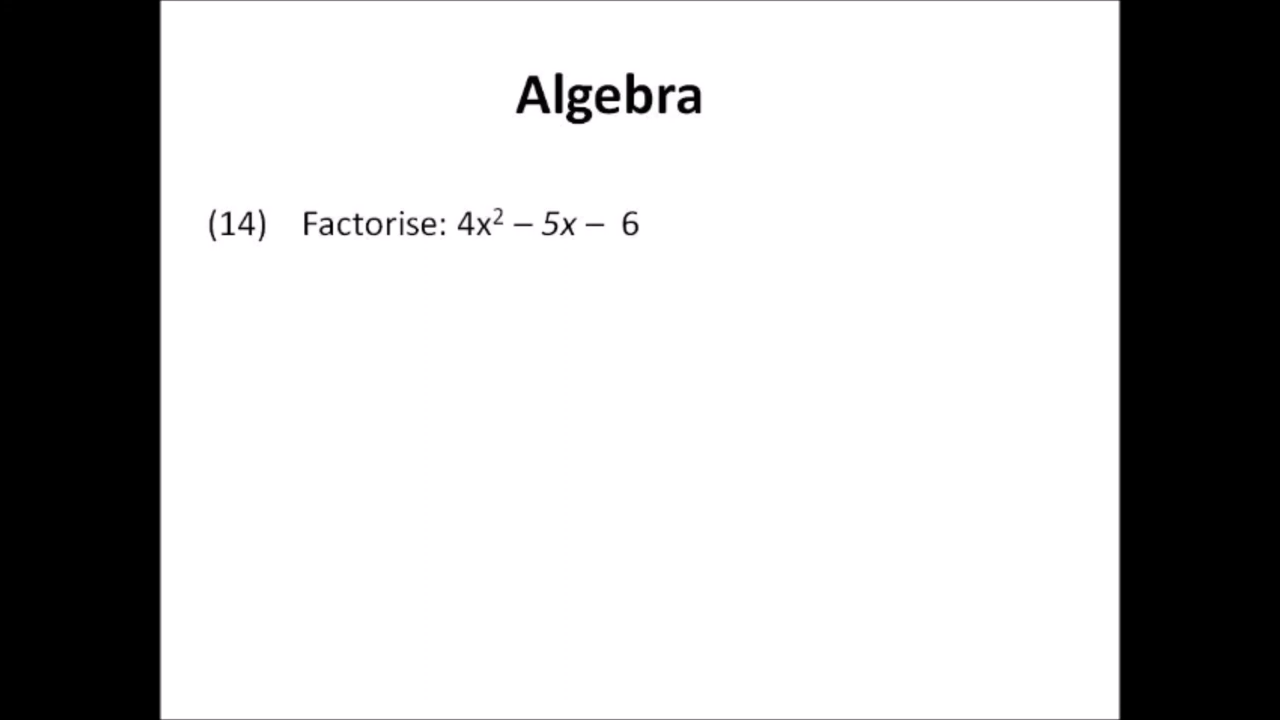 Algebra
(14) Factorise: 4x² – 5x – 6